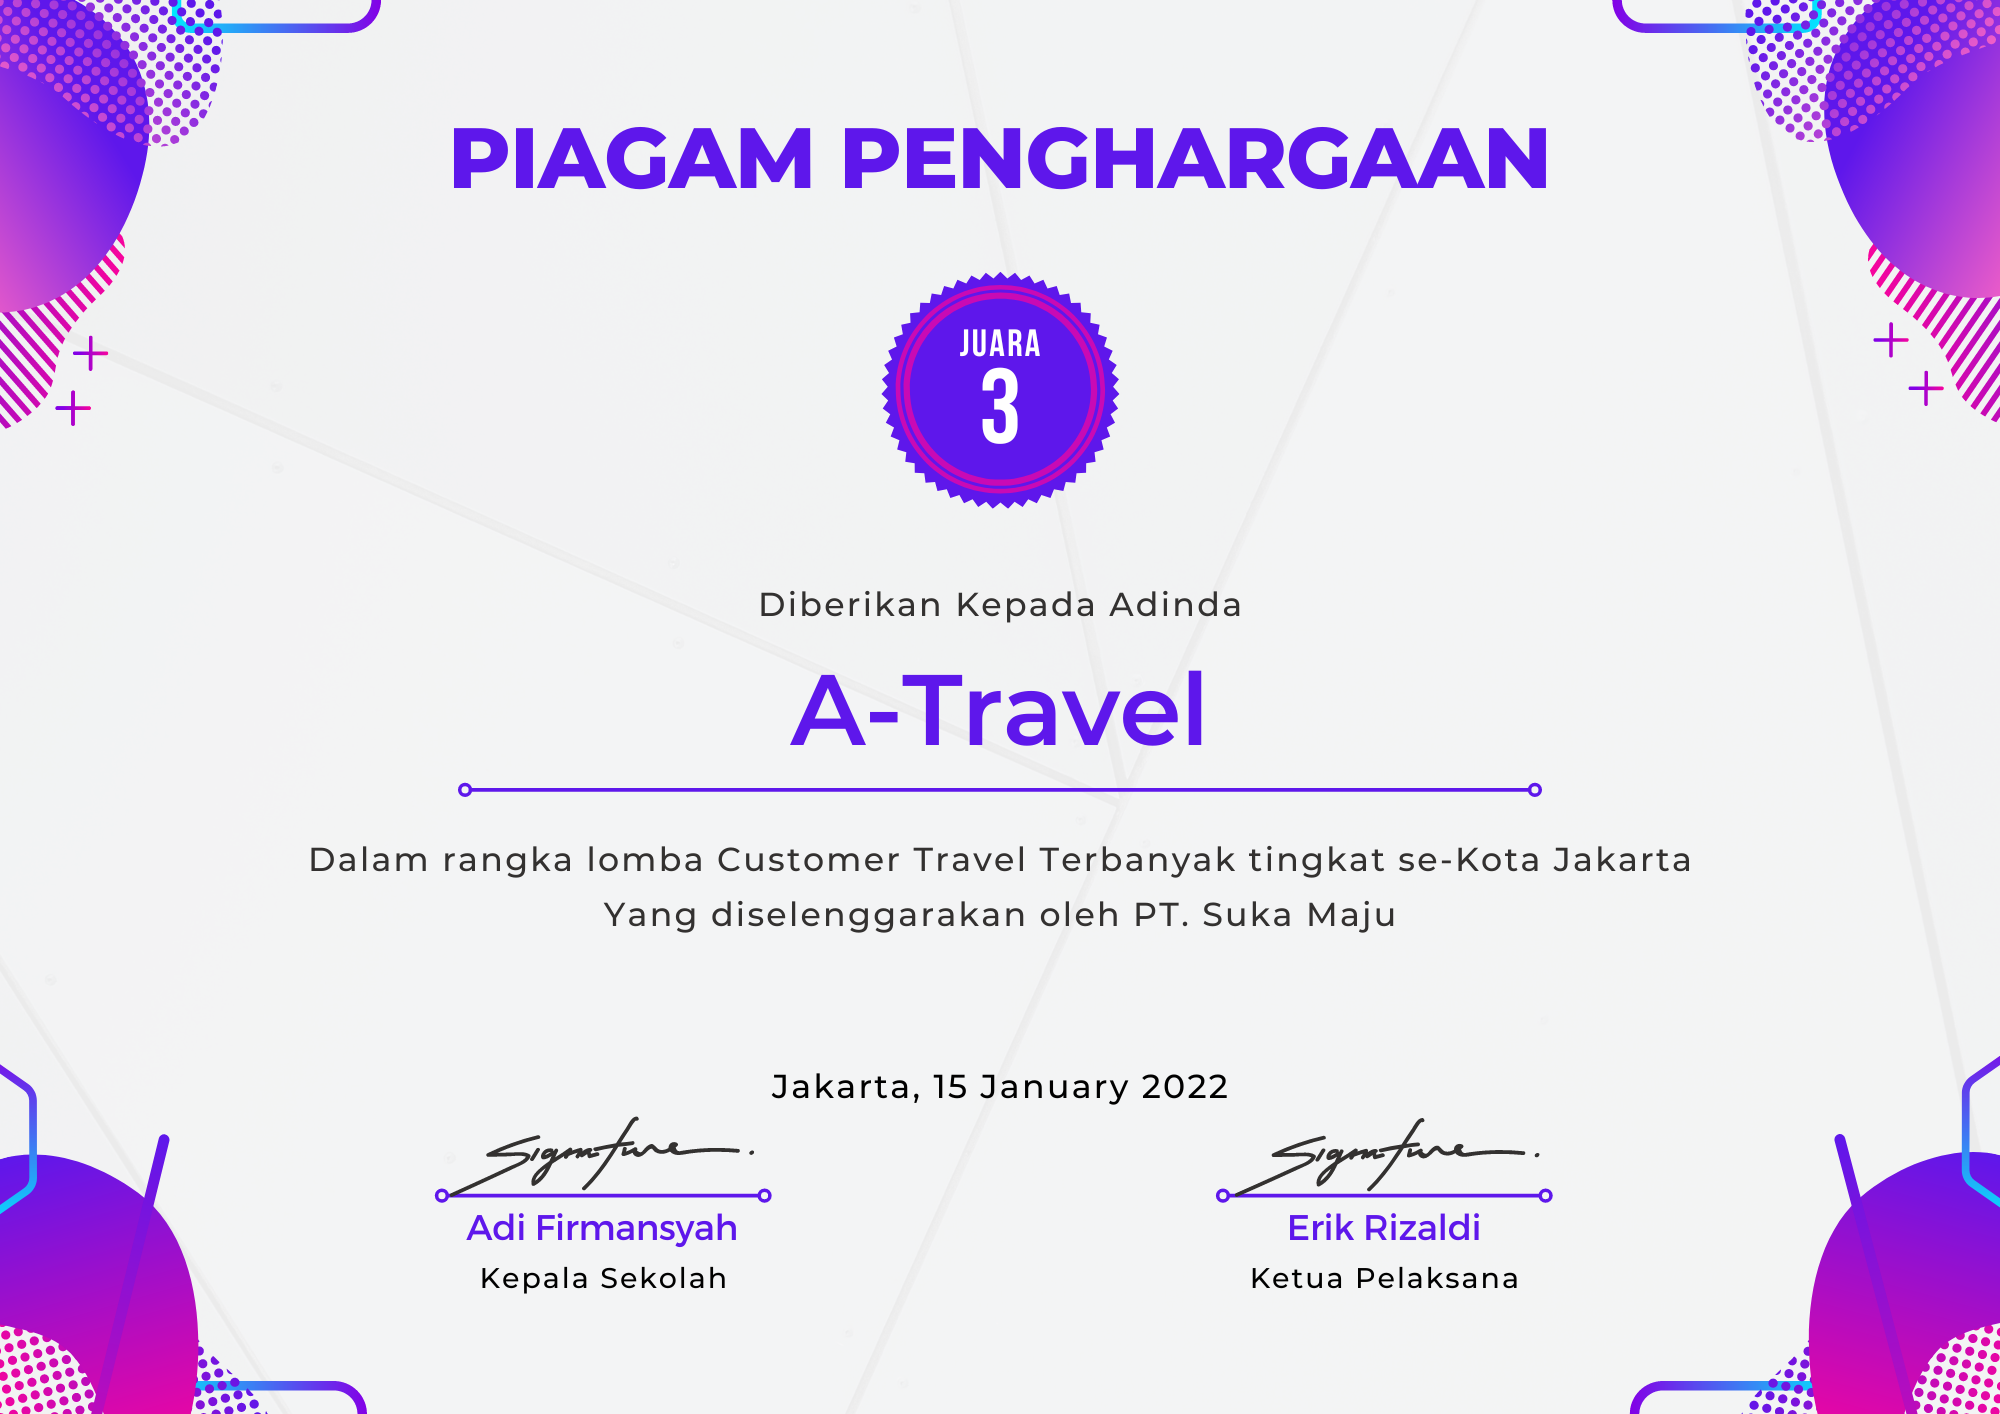 PIAGAM PENGHARGAAN
JUARA
3
Diberikan Kepada Adinda
A-Travel
Dalam rangka lomba Customer Travel Terbanyak tingkat se-Kota Jakarta
Yang diselenggarakan oleh PT. Suka Maju
Jakarta, 15 January 2022
Signature
Signature
Adi Firmansyah
Erik Rizaldi
Kepala Sekolah
Ketua Pelaksana